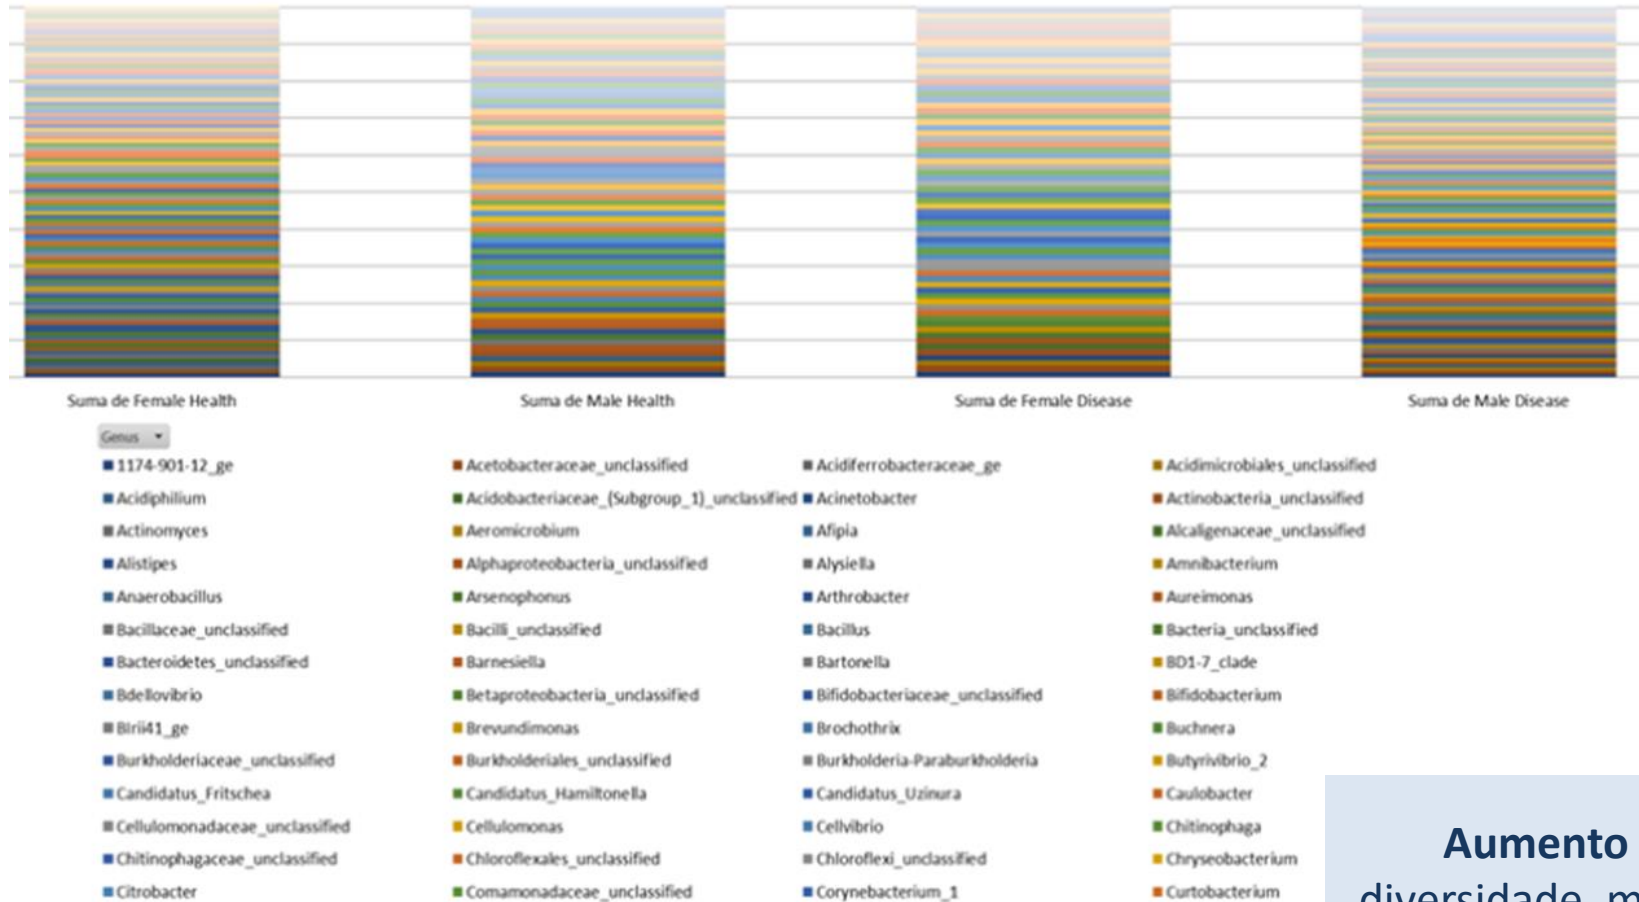 Suma de Female Health Suma de Male Health Suma de Female Disease Suma de Male Disease
Genus
1174-901-12_ge Acetobacteraceae_unclassified Acidiferrobacteraceae_ge Acidimicrobiales_unclassified
Acidiphilium Acidobacteriaceae_(Subgroup_1)_unclassified Acinetobacter Actinobacteria_unclassified
Actinomyces Aeromicrobium Afipia Alcaligenaceae_unclassified
Alistipes Alphaproteobacteria_unclassified Alysiella Amnibacterium
Anaerobacillus Arsenophonus Arthrobacter Aureimonas
Bacillaceae_unclassified Bacilli_unclassified Bacillus Bacteria_unclassified
Bacteroidetes_unclassified Barnesiella Bartonella BD1-7_clade
Bdellovibrio Betaproteobacteria_unclassified Bifidobacteriaceae_unclassified Bifidobacterium
BIrii41_ge Brevundimonas Brochothrix Buchnera
Burkholderiaceae_unclassified Burkholderiales_unclassified Burkholderia-Paraburkholderia Butyrivibrio_2
Candidatus_Fritschea Candidatus_Hamiltonella Candidatus_Uzinura Caulobacter
Cellulomonadaceae_unclassified Cellulomonas Cellvibrio Chitinophaga
Chitinophagaceae_unclassified Chloroflexales_unclassified Chloroflexi_unclassified Chryseobacterium
Citrobacter Comamonadaceae_unclassified Corynebacterium_1 Curtobacterium
Aumento
diversidade